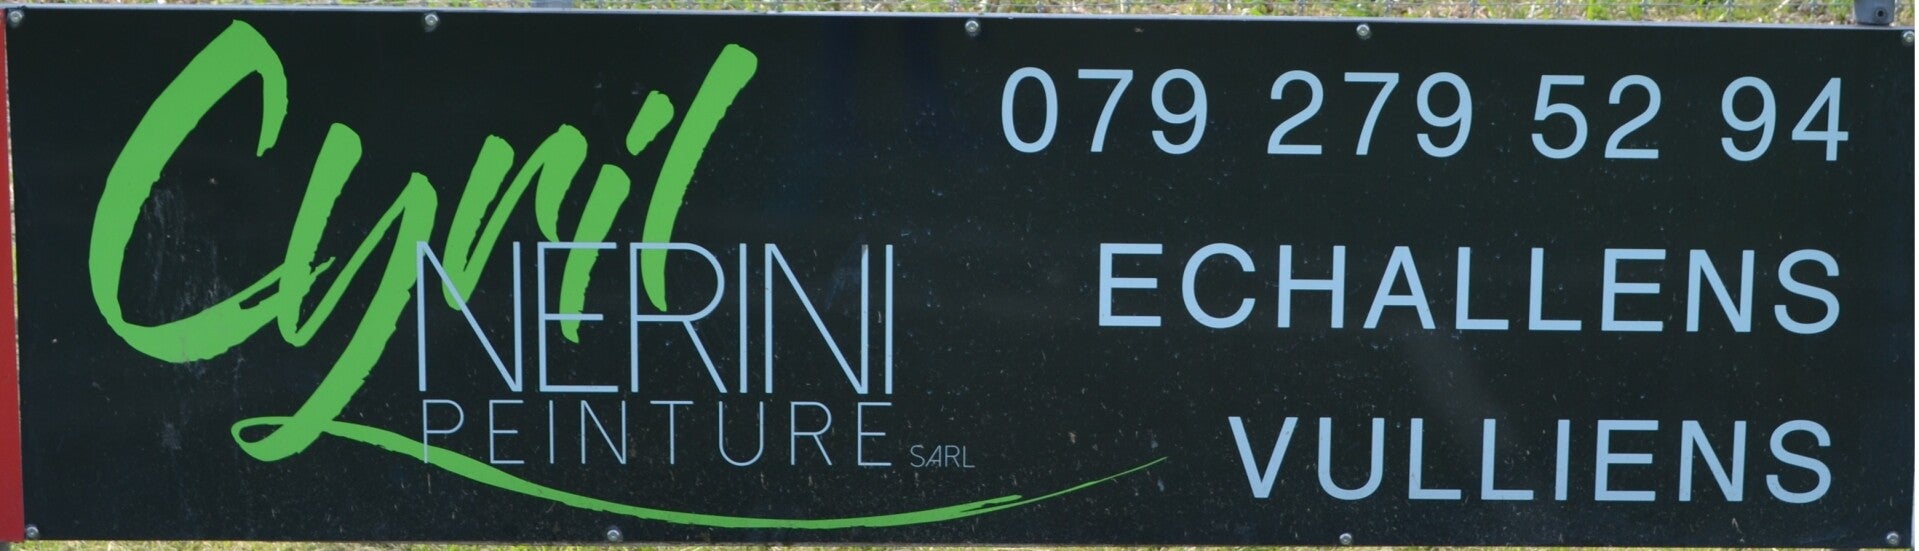 Cyril
NERINI
PEINTURE SARL
079 279 52 94
ECHALLENS
VULLIENS